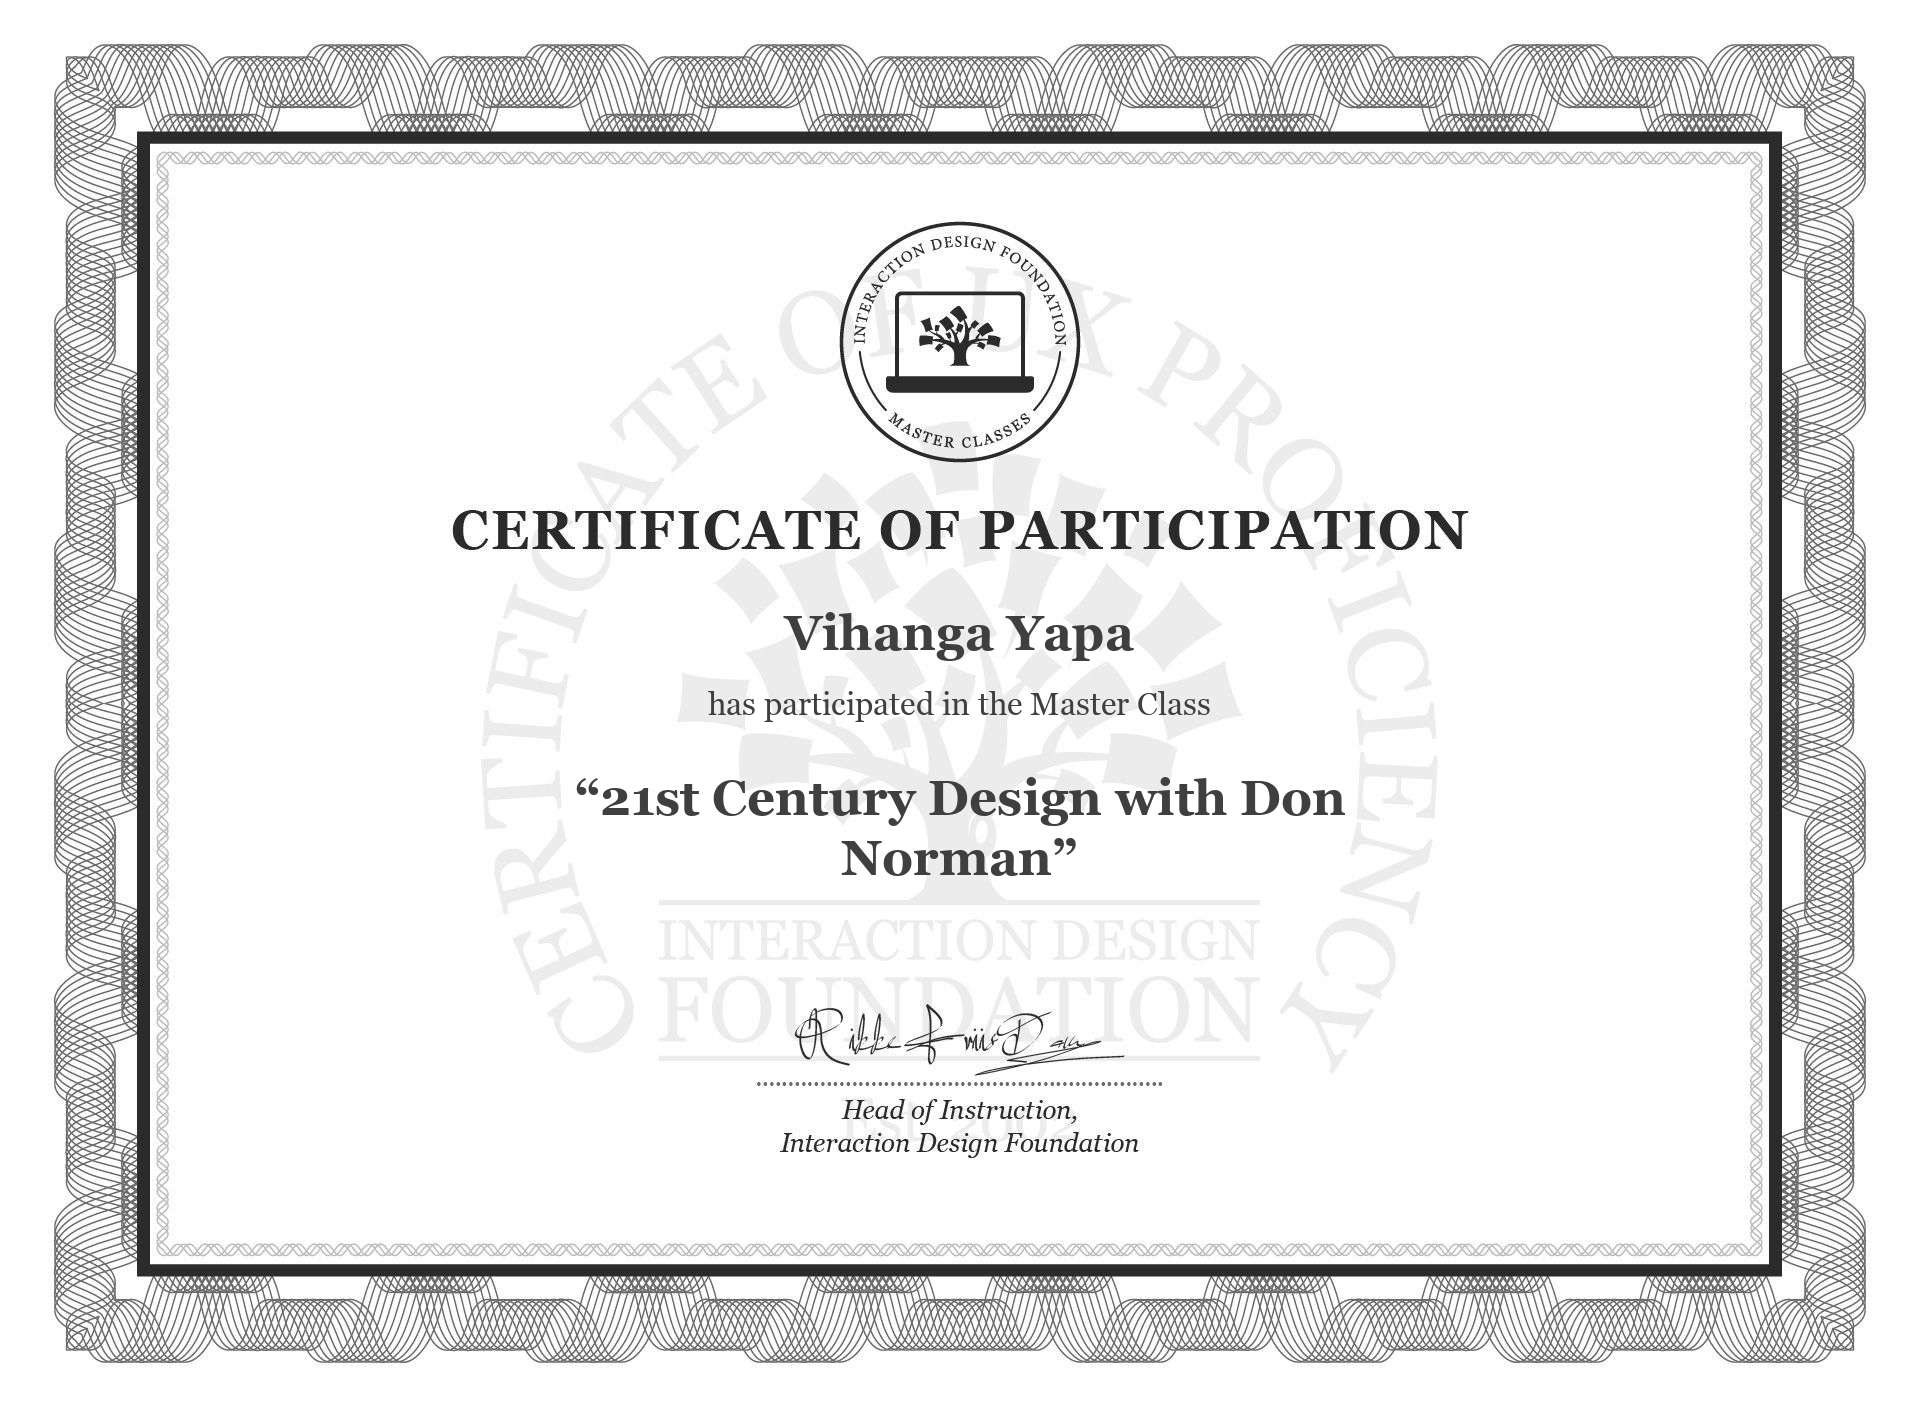 INTERACTION DESIGN FOUNDATION
MASTER CLASSES
CERTIFICATE OF UX PROFICIENCY
CERTIFICATE OF PARTICIPATION
Vihanga Yapa
has participated in the Master Class
“21st Century Design with Don
Norman”
INTERACTION DESIGN
FOUNDATION
Rikke Friis Dam
Head of Instruction,
Est. 2002
Interaction Design Foundation